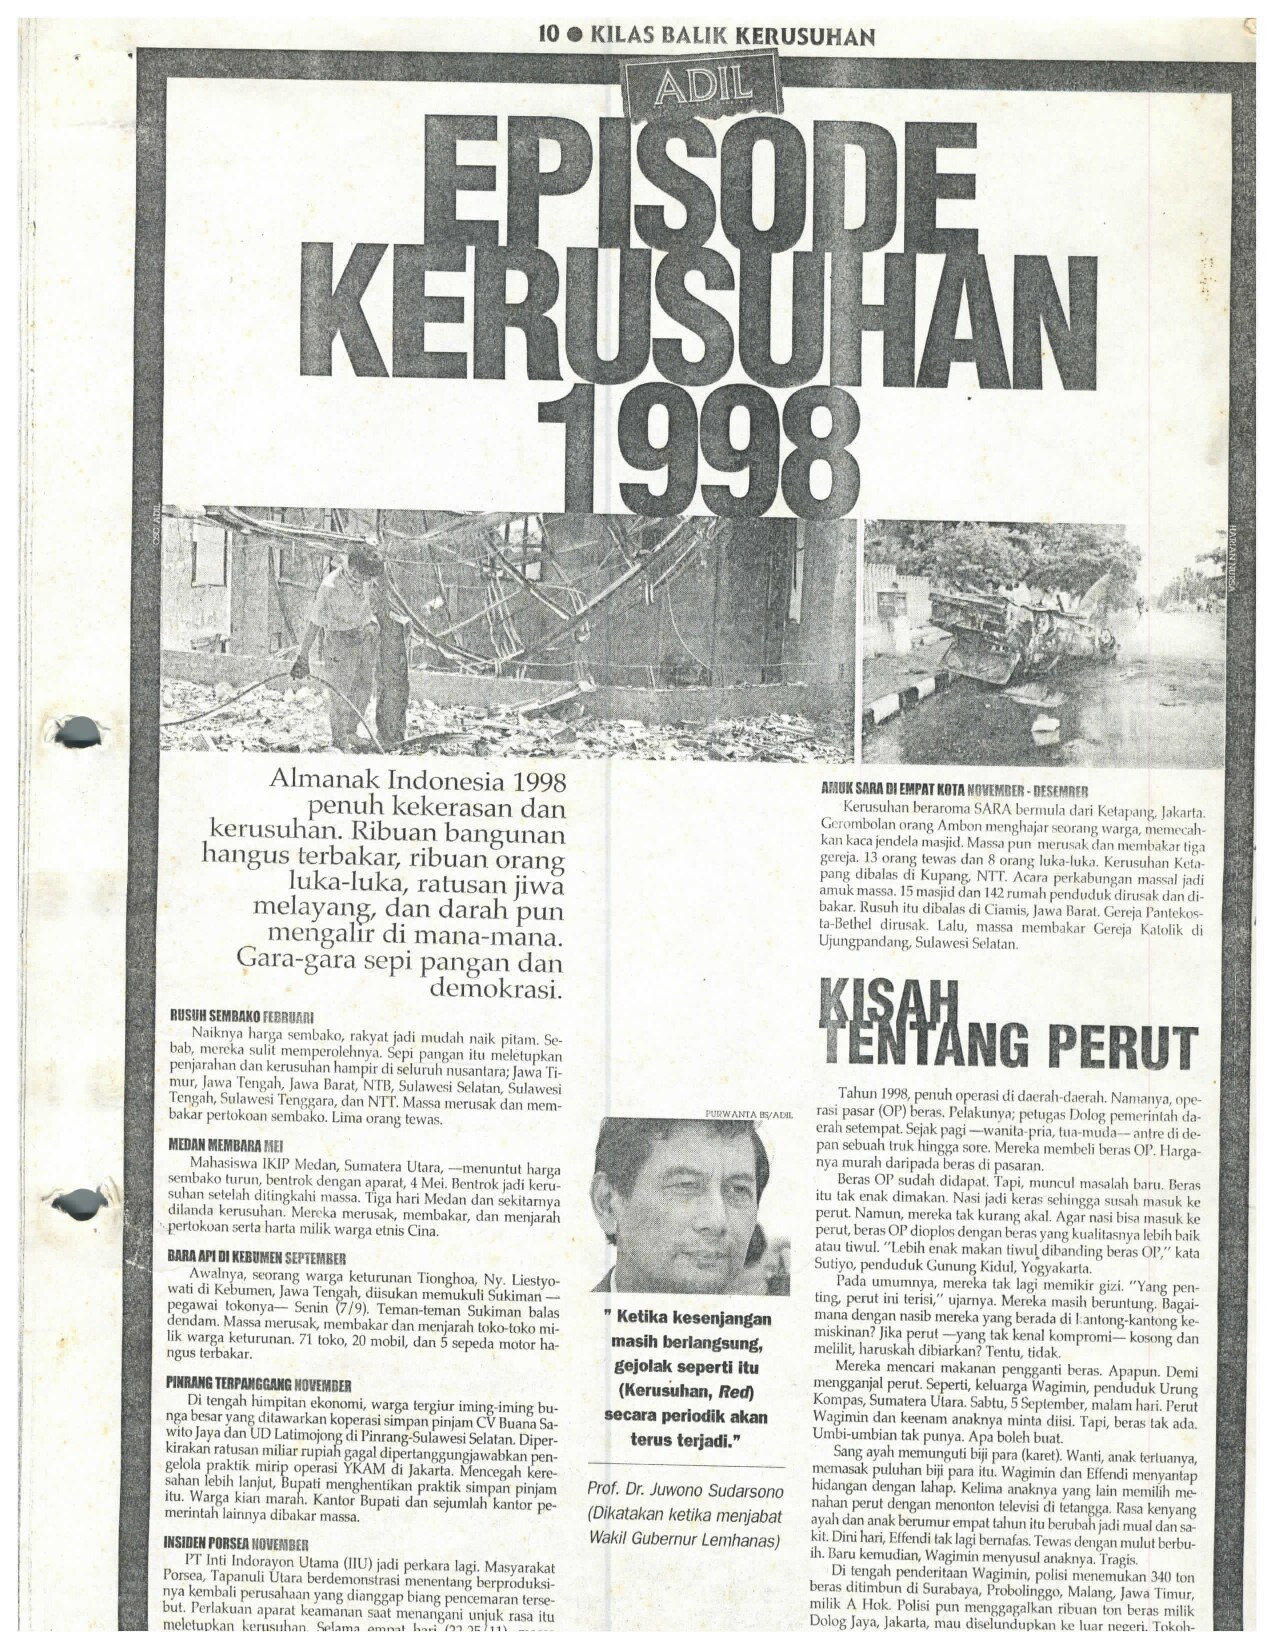 10 ● KILAS BALIK KERUSUHAN
ADIL
EPISODE
KERUSUHAN
1998
OGG/ADIL
HARIAN NUSA
Almanak Indonesia 1998
penuh kekerasan dan
kerusuhan. Ribuan bangunan
hangus terbakar, ribuan orang
luka-luka, ratusan jiwa
melayang, dan darah pun
mengalir di mana-mana.
Gara-gara sepi pangan dan
demokrasi.
RUSUH SEMBAKO FEBRUARI
Naiknya harga sembako, rakyat jadi mudah naik pitam. Se-
bab, mereka sulit memperolehnya. Sepi pangan itu meletupkan
penjarahan dan kerusuhan hampir di seluruh nusantara; Jawa Ti-
mur, Jawa Tengah, Jawa Barat, NTB, Sulawesi Selatan, Sulawesi
Tengah, Sulawesi Tenggara, dan NTT. Massa merusak dan mem-
bakar pertokoan sembako. Lima orang tewas.
MEDAN MEMBARA MEI
Mahasiswa IKIP Medan, Sumatera Utara, —menuntut harga
sembako turun, bentrok dengan aparat, 4 Mei. Bentrok jadi keru-
suhan setelah ditingkahi massa. Tiga hari Medan dan sekitarnya
dilanda kerusuhan. Mereka merusak, membakar, dan menjarah
pertokoan serta harta milik warga etnis Cina.
BARA API DI KEBUMEN SEPTEMBER
Awalnya, seorang warga keturunan Tionghoa, Ny. Liestyo-
wati di Kebumen, Jawa Tengah, diisukan memukuli Sukiman —
pegawai tokonya— Senin (7/9). Teman-teman Sukiman balas
dendam. Massa merusak, membakar dan menjarah toko-toko mi-
lik warga keturunan. 71 toko, 20 mobil, dan 5 sepeda motor ha-
ngus terbakar.
PINRANG TERPANGGANG NOVEMBER
Di tengah himpitan ekonomi, warga tergiur iming-iming bu-
nga besar yang ditawarkan koperasi simpan pinjam CV Buana Sa-
wito Jaya dan UD Latimojong di Pinrang-Sulawesi Selatan. Diper-
kirakan ratusan miliar rupiah gagal dipertanggungjawabkan pen-
gelola praktik mirip operasi YKAM di Jakarta. Mencegah kere-
sahan lebih lanjut, Bupati menghentikan praktik simpan pinjam
itu. Warga kian marah. Kantor Bupati dan sejumlah kantor pe-
merintah lainnya dibakar massa.
INSIDEN PORSEA NOVEMBER
PT Inti Indorayon Utama (IIU) jadi perkara lagi. Masyarakat
Porsea, Tapanuli Utara berdemonstrasi menentang berproduksi-
nya kembali perusahaan yang dianggap biang pencemaran terse-
but. Perlakuan aparat keamanan saat menangani unjuk rasa itu
meletupkan kerusuhan. Selama empat hari (22-25/11)
PURWANTA BS/ADIL
" Ketika kesenjangan
masih berlangsung,
gejolak seperti itu
(Kerusuhan, Red)
secara periodik akan
terus terjadi."
Prof. Dr. Juwono Sudarsono
(Dikatakan ketika menjabat
Wakil Gubernur Lemhanas)
AMUK SARA DI EMPAT KOTA NOVEMBER - DESEMBER
Kerusuhan beraroma SARA bermula dari Ketapang, Jakarta.
Gerombolan orang Ambon menghajar seorang warga, memecah-
kan kaca jendela masjid. Massa pun merusak dan membakar tiga
gereja. 13 orang tewas dan 8 orang luka-luka. Kerusuhan Keta-
pang dibalas di Kupang, NTT. Acara perkabungan massal jadi
amuk massa. 15 masjid dan 142 rumah penduduk dirusak dan di-
bakar. Rusuh itu dibalas di Ciamis, Jawa Barat. Gereja Pantekos-
ta-Bethel dirusak. Lalu, massa membakar Gereja Katolik di
Ujungpandang, Sulawesi Selatan.
KISAH
TENTANG PERUT
Tahun 1998, penuh operasi di daerah-daerah. Namanya, ope-
rasi pasar (OP) beras. Pelakunya; petugas Dolog pemerintah da-
erah setempat. Sejak pagi —wanita-pria, tua-muda— antre di de-
pan sebuah truk hingga sore. Mereka membeli beras OP. Harga-
nya murah daripada beras di pasaran.
Beras OP sudah didapat. Tapi, muncul masalah baru. Beras
itu tak enak dimakan. Nasi jadi keras sehingga susah masuk ke
perut. Namun, mereka tak kurang akal. Agar nasi bisa masuk ke
perut, beras OP dioplos dengan beras yang kualitasnya lebih baik
atau tiwul. "Lebih enak makan tiwul dibanding beras OP," kata
Sutiyo, penduduk Gunung Kidul, Yogyakarta.
Pada umumnya, mereka tak lagi memikir gizi. "Yang pen-
ting, perut ini terisi," ujarnya. Mereka masih beruntung. Bagai-
mana dengan nasib mereka yang berada di kantong-kantong ke-
miskinan? Jika perut —yang tak kenal kompromi— kosong dan
melilit, haruskah dibiarkan? Tentu, tidak.
Mereka mencari makanan pengganti beras. Apapun. Demi
mengganjal perut. Seperti, keluarga Wagimin, penduduk Urung
Kompas, Sumatera Utara. Sabtu, 5 September, malam hari. Perut
Wagimin dan keenam anaknya minta diisi. Tapi, beras tak ada.
Umbi-umbian tak punya. Apa boleh buat.
Sang ayah memunguti biji para (karet). Wanti, anak tertuanya,
memasak puluhan biji para itu. Wagimin dan Effendi menyantap
hidangan dengan lahap. Kelima anaknya yang lain memilih me-
nahan perut dengan menonton televisi di tetangga. Rasa kenyang
ayah dan anak berumur empat tahun itu berubah jadi mual dan sa-
kit. Dini hari, Effendi tak lagi bernafas. Tewas dengan mulut berbu-
ih. Baru kemudian, Wagimin menyusul anaknya. Tragis.
Di tengah penderitaan Wagimin, polisi menemukan 340 ton
beras ditimbun di Surabaya, Probolinggo, Malang, Jawa Timur,
milik A Hok. Polisi pun menggagalkan ribuan ton beras milik
Dolog Jaya, Jakarta, mau diselundupkan ke luar negeri. Tokoh-